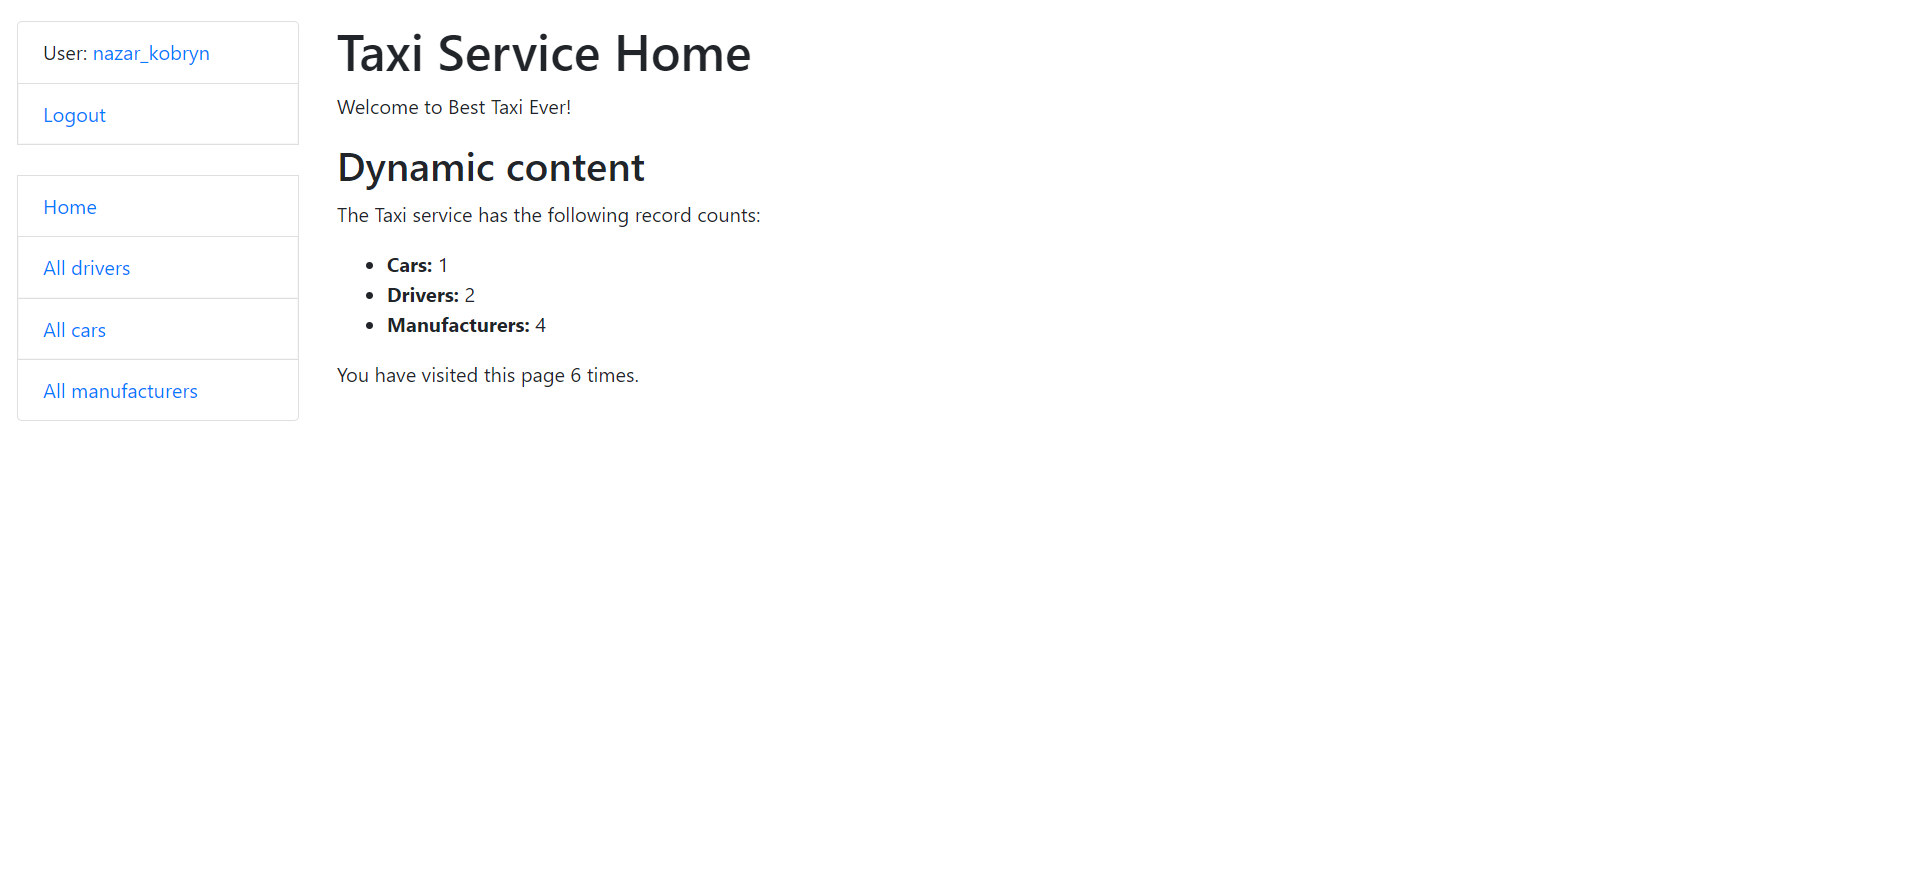 User: nazar_kobryn
Logout
Home
All drivers
All cars
All manufacturers
Taxi Service Home
Welcome to Best Taxi Ever!
Dynamic content
The Taxi service has the following record counts:
Cars: 1
Drivers: 2
Manufacturers: 4
You have visited this page 6 times.